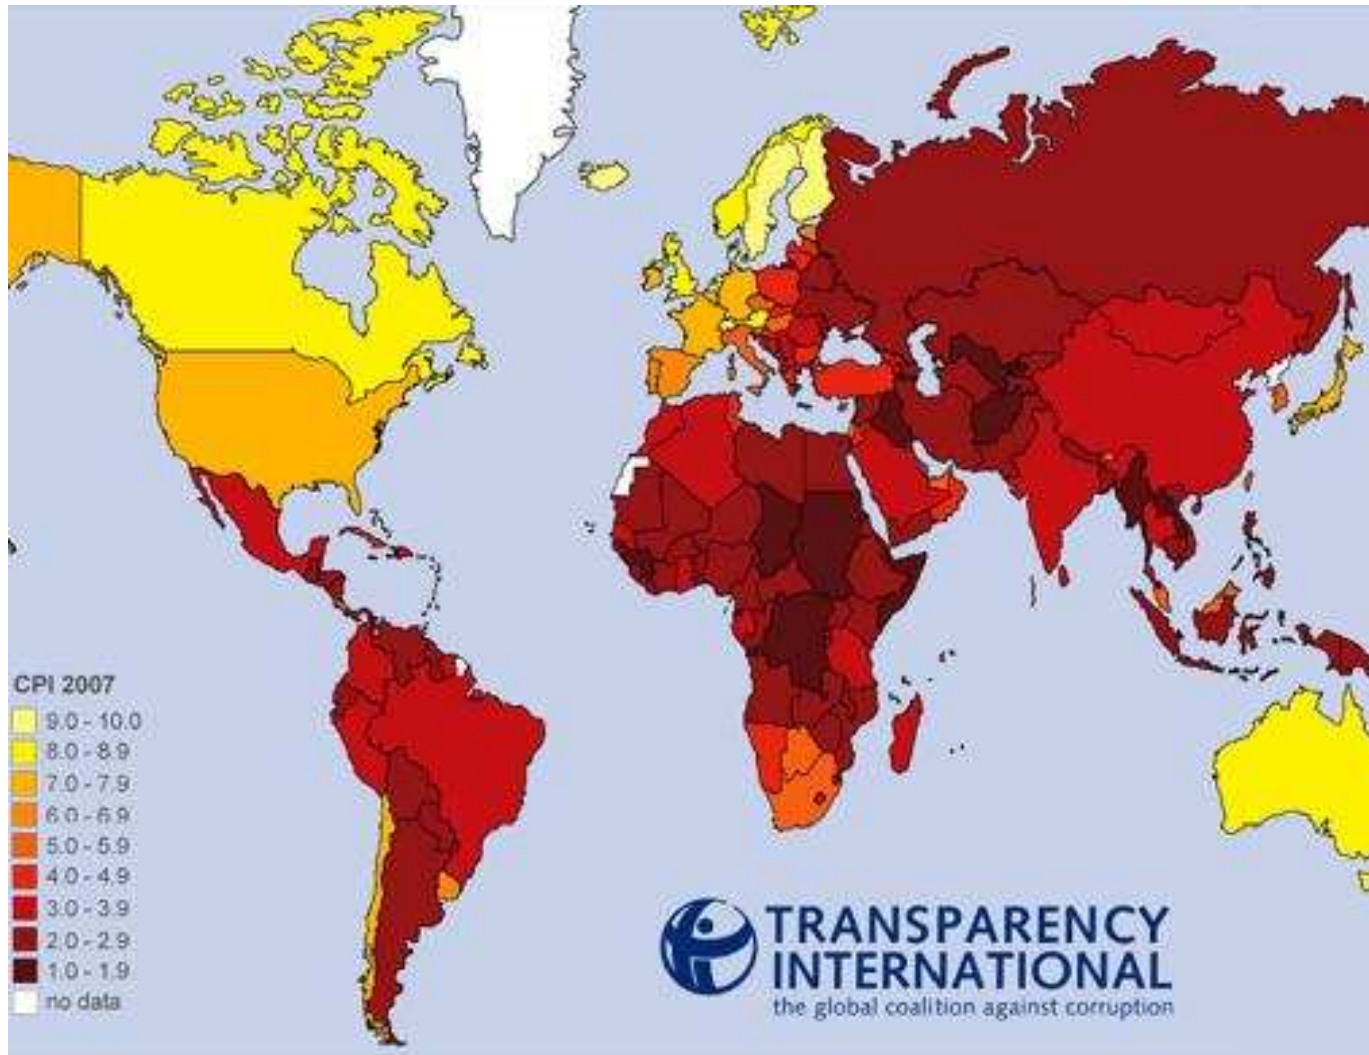 CPI 2007
9.0 - 10.0
8.0 - 8.9
7.0 - 7.9
6.0 - 6.9
5.0 - 5.9
4.0 - 4.9
3.0 - 3.9
2.0 - 2.9
1.0 - 1.9
no data
TRANSPARENCY
INTERNATIONAL
the global coalition against corruption